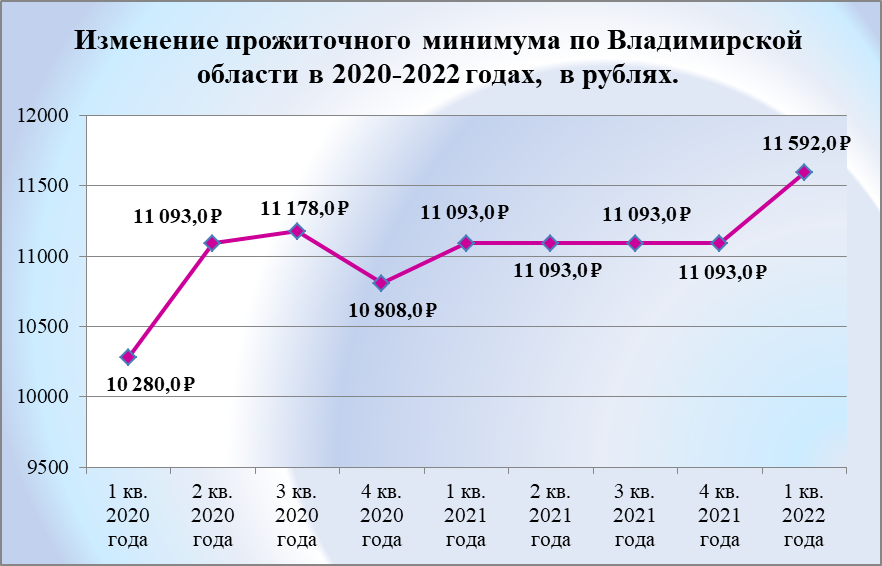 Изменение прожиточного минимума по Владимирской
области в 2020-2022 годах, в рублях.
12000
11500
11000
10500
10000
9500
10 280,0 ₽
11 093,0 ₽
11 178,0 ₽
10 808,0 ₽
11 093,0 ₽
11 093,0 ₽
11 093,0 ₽
11 093,0 ₽
11 592,0 ₽
1 кв.
2020
года
2 кв.
2020
года
3 кв.
2020
года
4 кв.
2020
года
1 кв.
2021
года
2 кв.
2021
года
3 кв.
2021
года
4 кв.
2021
года
1 кв.
2022
года